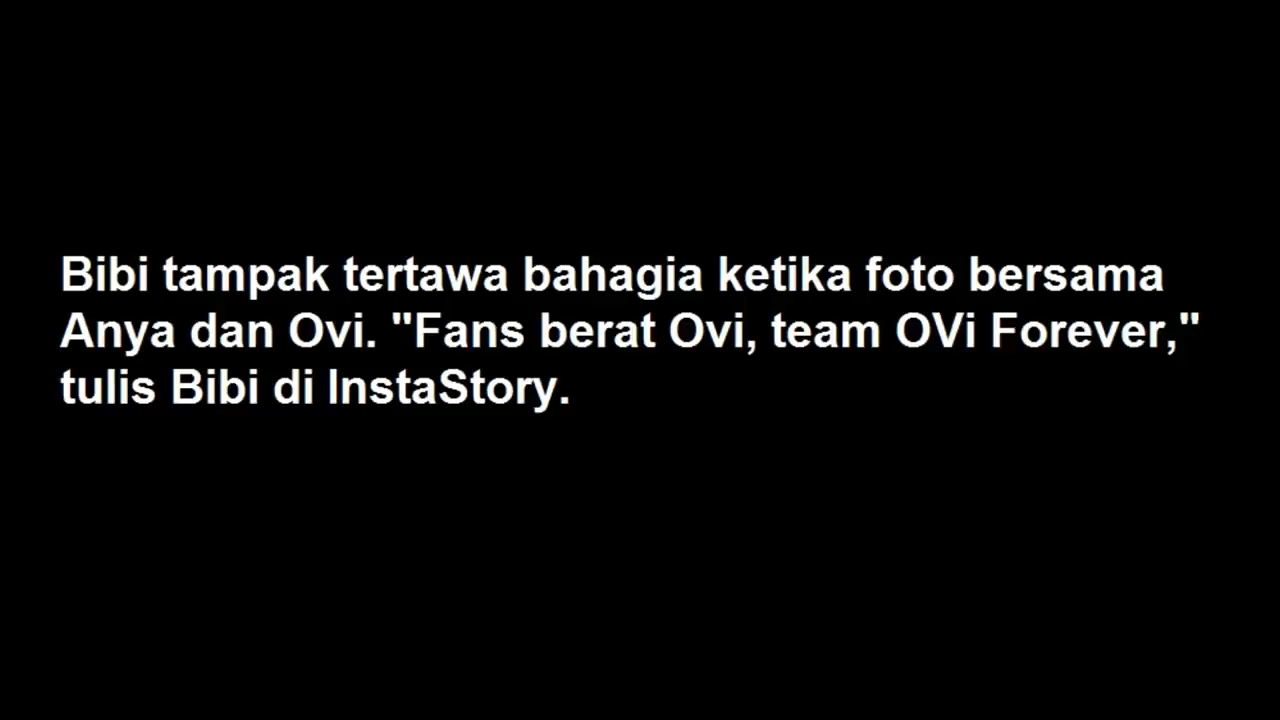 Bibi tampak tertawa bahagia ketika foto bersama
Anya dan Ovi. "Fans berat Ovi, team OVi Forever,"
tulis Bibi di InstaStory.